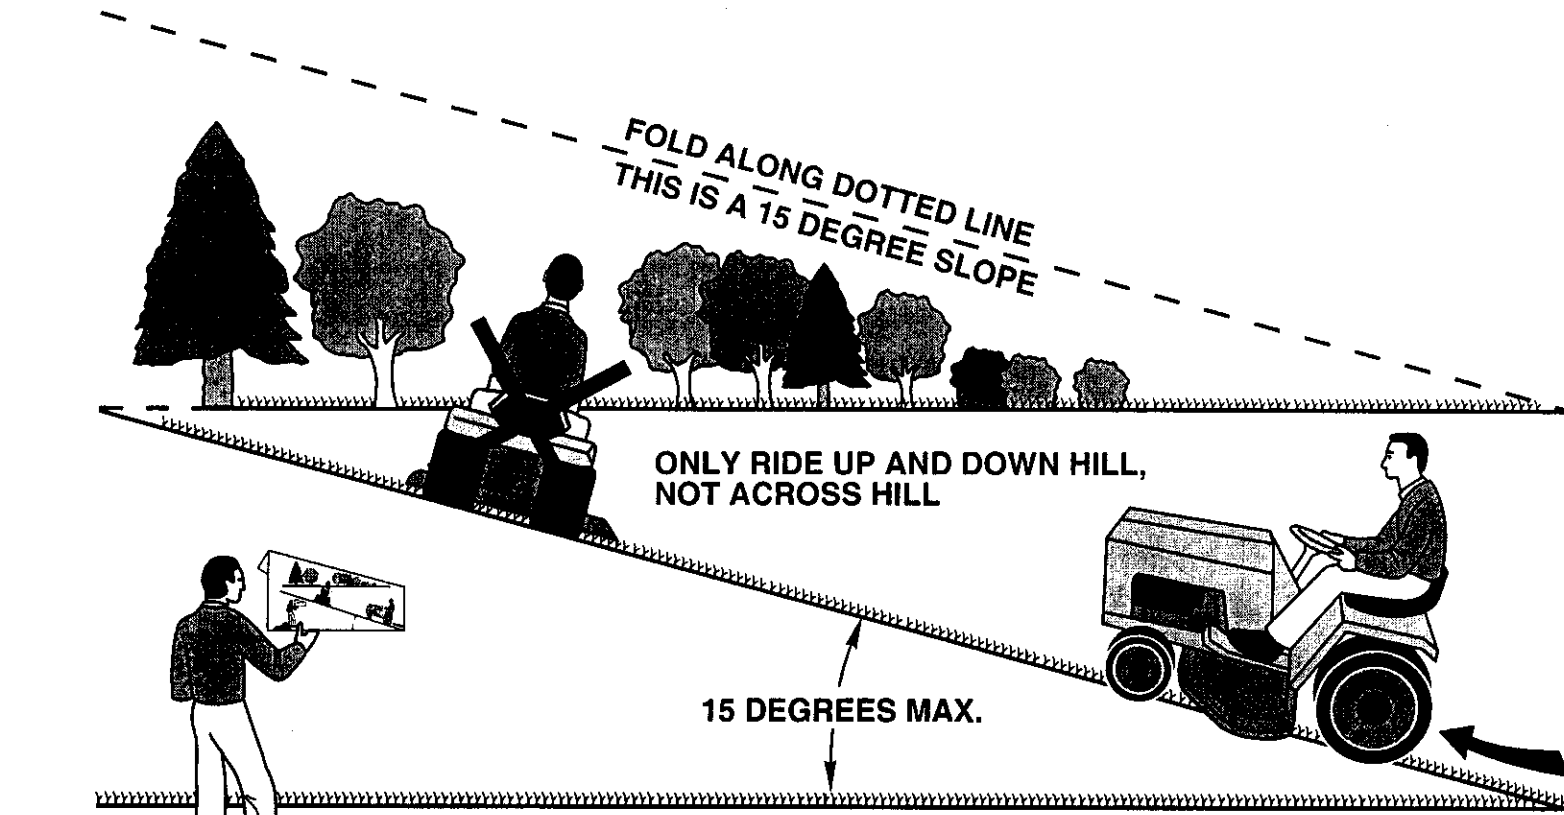 FOLD ALONG DOTTED LINE
THIS IS A 15 DEGREE SLOPE
ONLY RIDE UP AND DOWN HILL,
NOT ACROSS HILL
15 DEGREES MAX.